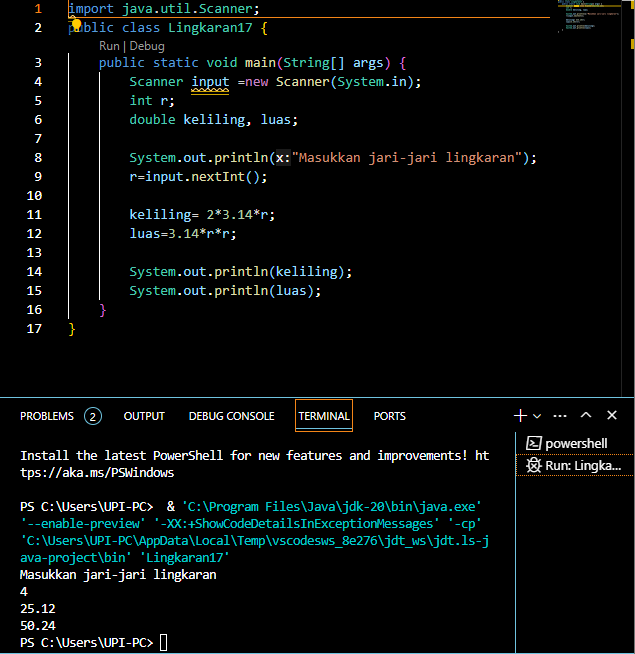 1 import java.util.Scanner;
2 public class Lingkaran17 {
Run | Debug
3 public static void main(String[] args) {
4 Scanner input =new Scanner(System.in);
5 int r;
6 double keliling, luas;
7
8 System.out.println(x:"Masukkan jari-jari lingkaran");
9 r=input.nextInt();
10
11 keliling= 2*3.14*r;
12 luas=3.14*r*r;
13
14 System.out.println(keliling);
15 System.out.println(luas);
16 }
17 }
PROBLEMS 2 OUTPUT DEBUG CONSOLE TERMINAL PORTS
powershell
Run: Lingka...
Install the latest PowerShell for new features and improvements! ht
tps://aka.ms/PSWindows
PS C:\Users\UPI-PC> & 'C:\Program Files\Java\jdk-20\bin\java.exe'
'--enable-preview' '-XX:+ShowCodeDetailsInExceptionMessages' '-cp'
'C:\Users\UPI-PC\AppData\Local\Temp\vscodesws_8e276\jdt_ws\jdt.ls-j
ava-project\bin' 'Lingkaran17'
Masukkan jari-jari lingkaran
4
25.12
50.24
PS C:\Users\UPI-PC>